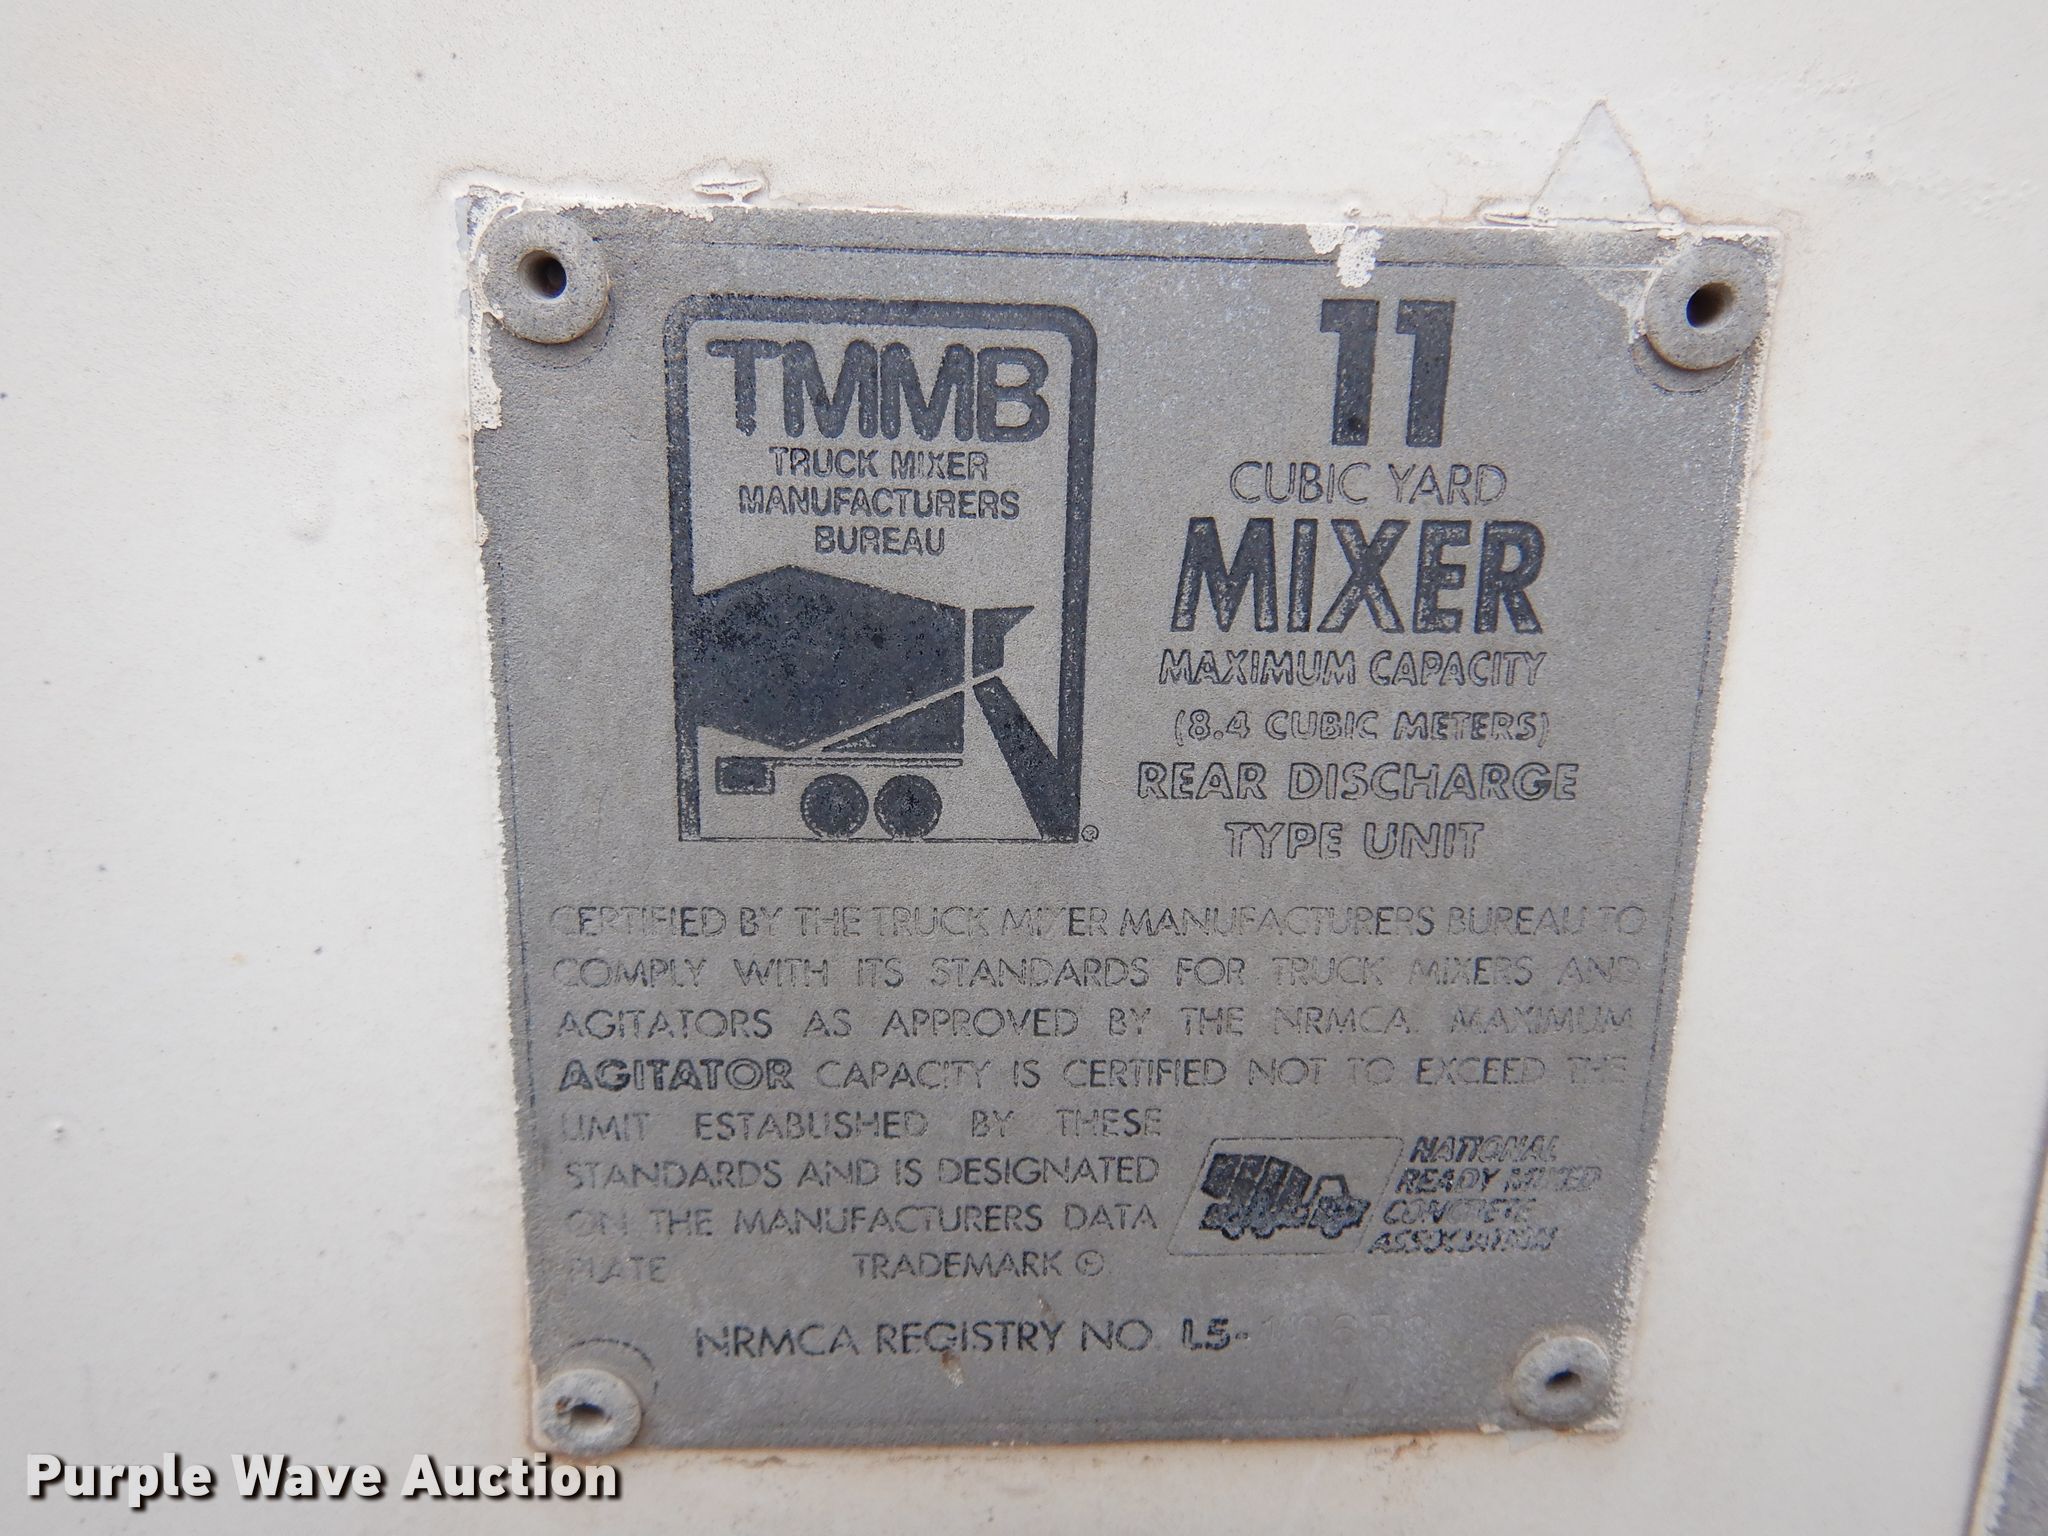 TMMB
TRUCK MIXER
MANUFACTURERS
BUREAU
®
11
CUBIC YARD
MIXER
MAXIMUM CAPACITY
(8.4 CUBIC METERS)
REAR DISCHARGE
TYPE UNIT
CERTIFIED BY THE TRUCK MIXER MANUFACTURERS BUREAU TO
COMPLY WITH ITS STANDARDS FOR TRUCK MIXERS AND
AGITATORS AS APPROVED BY THE NRMCA. MAXIMUM
AGITATOR CAPACITY IS CERTIFIED NOT TO EXCEED THE
LIMIT ESTABLISHED BY THESE
STANDARDS AND IS DESIGNATED
ON THE MANUFACTURERS DATA
PLATE TRADEMARK ®
NATIONAL
READY MIXED
CONCRETE
ASSOCIATION
NRMCA REGISTRY NO. L5-
Purple Wave Auction